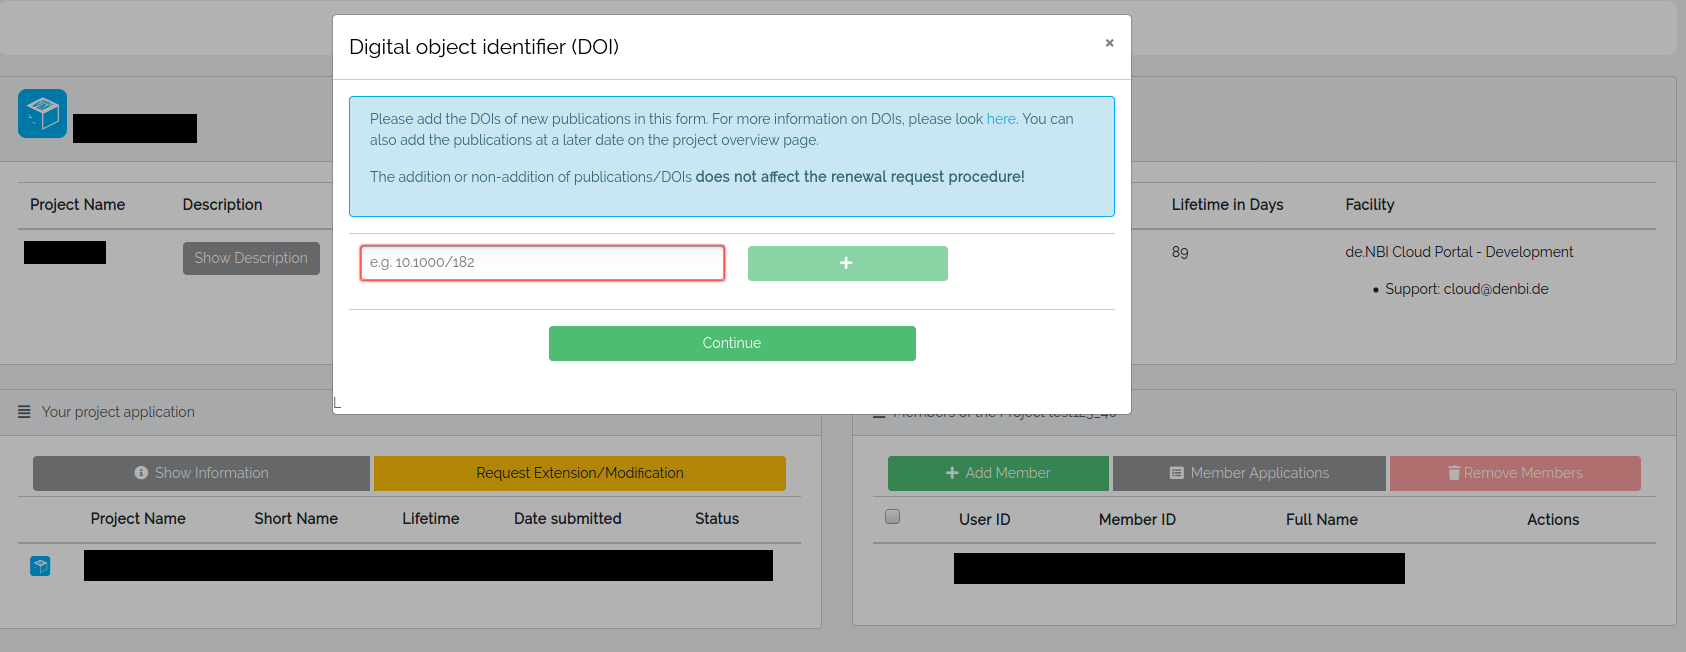 Digital object identifier (DOI)
×
Please add the DOIs of new publications in this form. For more information on DOIs, please look here. You can
also add the publications at a later date on the project overview page.
The addition or non-addition of publications/DOIs does not affect the renewal request procedure!
e.g. 10.1000/182
+
Continue
Project Name
Description
Lifetime in Days
Facility
Show Description
89
de.NBI Cloud Portal - Development
Support: cloud@denbi.de
Your project application
Show Information
Request Extension/Modification
Project Name
Short Name
Lifetime
Date submitted
Status
Members of the Project
Add Member
Member Applications
Remove Members
User ID
Member ID
Full Name
Actions